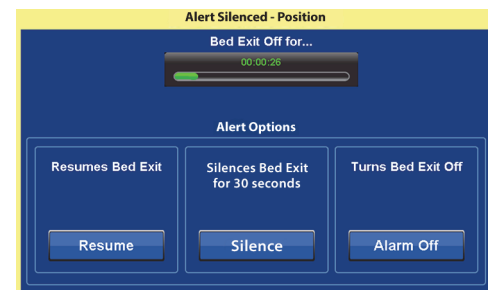 Alert Silenced - Position
Bed Exit Off for...
00:00:26
Alert Options
Resumes Bed Exit
Silences Bed Exit
for 30 seconds
Turns Bed Exit Off
Resume
Silence
Alarm Off